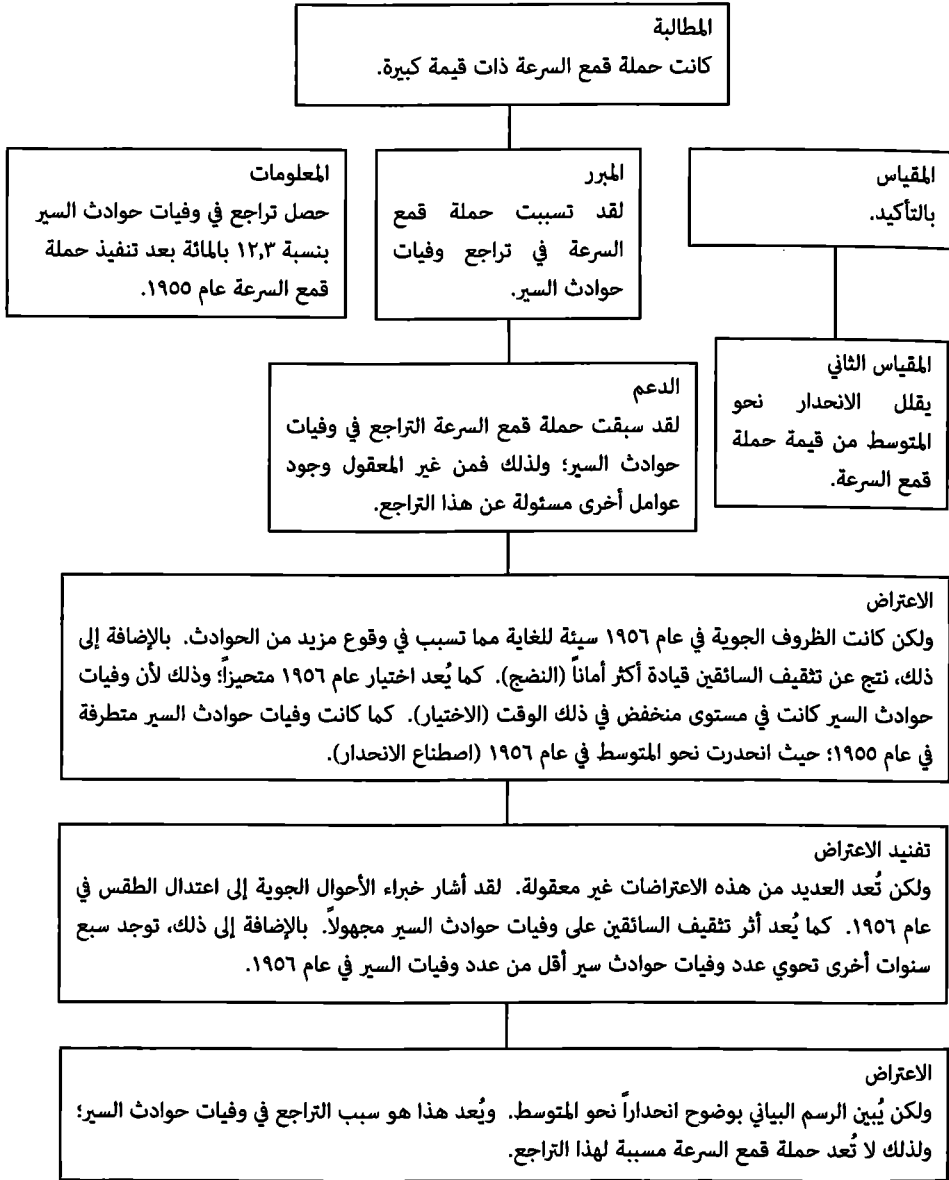 المطالبة
كانت حملة قمع السرعة ذات قيمة كبيرة.
المقياس
بالتأكيد.
المبرر
لقد تسببت حملة قمع
السرعة في تراجع وفيات
حوادث السير.
المعلومات
حصل تراجع في وفيات حوادث السير
بنسبة ١٢,٣ بالمائة بعد تنفيذ حملة
قمع السرعة عام ١٩٥٥.
المقياس الثاني
يقلل الانحدار نحو
المتوسط من قيمة حملة
قمع السرعة.
الدعم
لقد سبقت حملة قمع السرعة التراجع في وفيات
حوادث السير؛ ولذلك فمن غير المعقول وجود
عوامل أخرى مسئولة عن هذا التراجع.
الاعتراض
ولكن كانت الظروف الجوية في عام ١٩٥٦ سيئة للغاية مما تسبب في وقوع مزيد من الحوادث. بالإضافة إلى
ذلك، نتج عن تثقيف السائقين قيادة أكثر أماناً (النضج). كما يُعد اختيار عام ١٩٥٦ متحيزاً؛ وذلك لأن وفيات
حوادث السير كانت في مستوى منخفض في ذلك الوقت (الاختيار). كما كانت وفيات حوادث السير متطرفة
في عام ١٩٥٥؛ حيث انحدرت نحو المتوسط في عام ١٩٥٦ (اصطناع الانحدار).
تفنيد الاعتراض
ولكن تُعد العديد من هذه الاعتراضات غير معقولة. لقد أشار خبراء الأحوال الجوية إلى اعتدال الطقس في
عام ١٩٥٦. كما يُعد أثر تثقيف السائقين على وفيات حوادث السير مجهولاً. بالإضافة إلى ذلك، توجد سبع
سنوات أخرى تحوي عدد وفيات حوادث سير أقل من عدد وفيات السير في عام ١٩٥٦.
الاعتراض
ولكن يُبين الرسم البياني بوضوح انحداراً نحو المتوسط. ويُعد هذا هو سبب التراجع في وفيات حوادث السير؛
ولذلك لا تُعد حملة قمع السرعة مسببة لهذا التراجع.